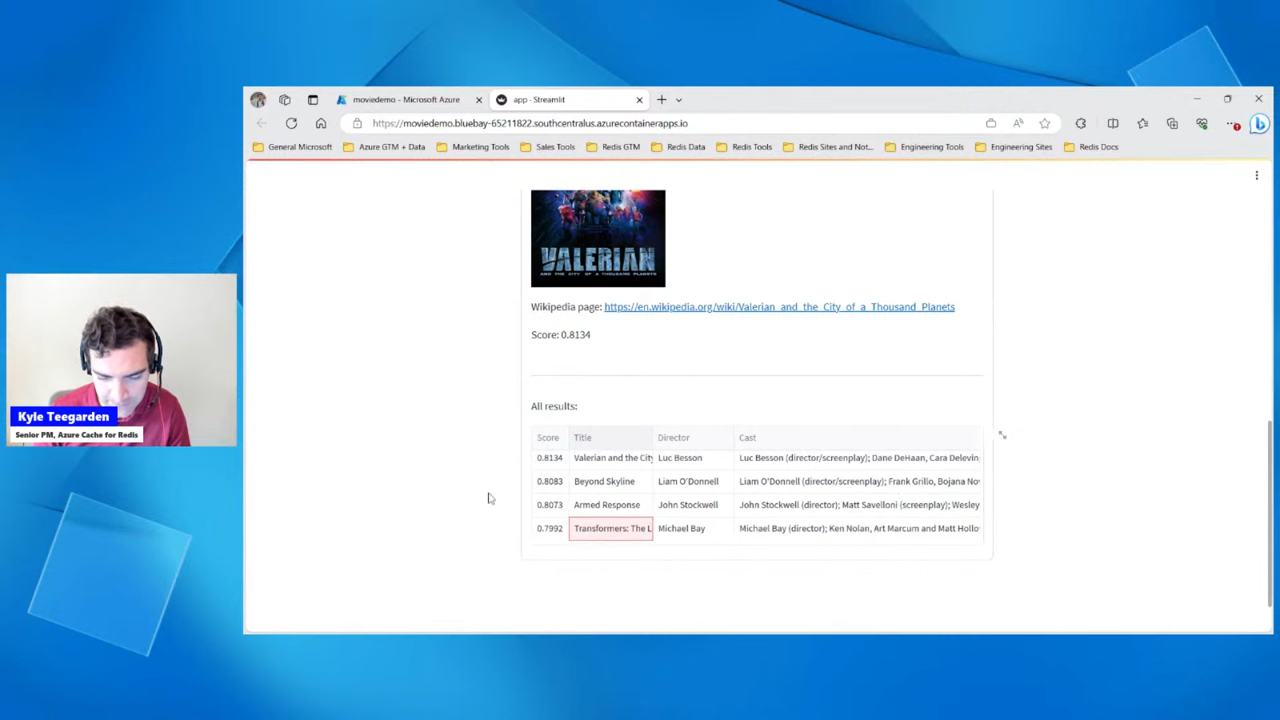 moviedemo - Microsoft Azure
app - Streamlit
https://moviedemo.bluebay-65211822.southcentralus.azurecontainerapps.io
General Microsoft
Azure GTM + Data
Marketing Tools
Sales Tools
Redis GTM
Redis Data
Redis Tools
Redis Sites and Not...
Engineering Tools
Engineering Sites
Redis Docs
VALERIAN
AND THE CITY OF A THOUSAND PLANETS
Wikipedia page: https://en.wikipedia.org/wiki/Valerian_and_the_City_of_a_Thousand_Planets
Score: 0.8134
All results:
Score Title Director Cast
0.8134 Valerian and the City Luc Besson Luc Besson (director/screenplay); Dane DeHaan, Cara Delevin
0.8083 Beyond Skyline Liam O'Donnell Liam O'Donnell (director/screenplay); Frank Grillo, Bojana No
0.8073 Armed Response John Stockwell John Stockwell (director); Matt Savelloni (screenplay); Wesley
0.7992 Transformers: The L Michael Bay Michael Bay (director); Ken Nolan, Art Marcum and Matt Hollo
Kyle Teegarden
Senior PM, Azure Cache for Redis